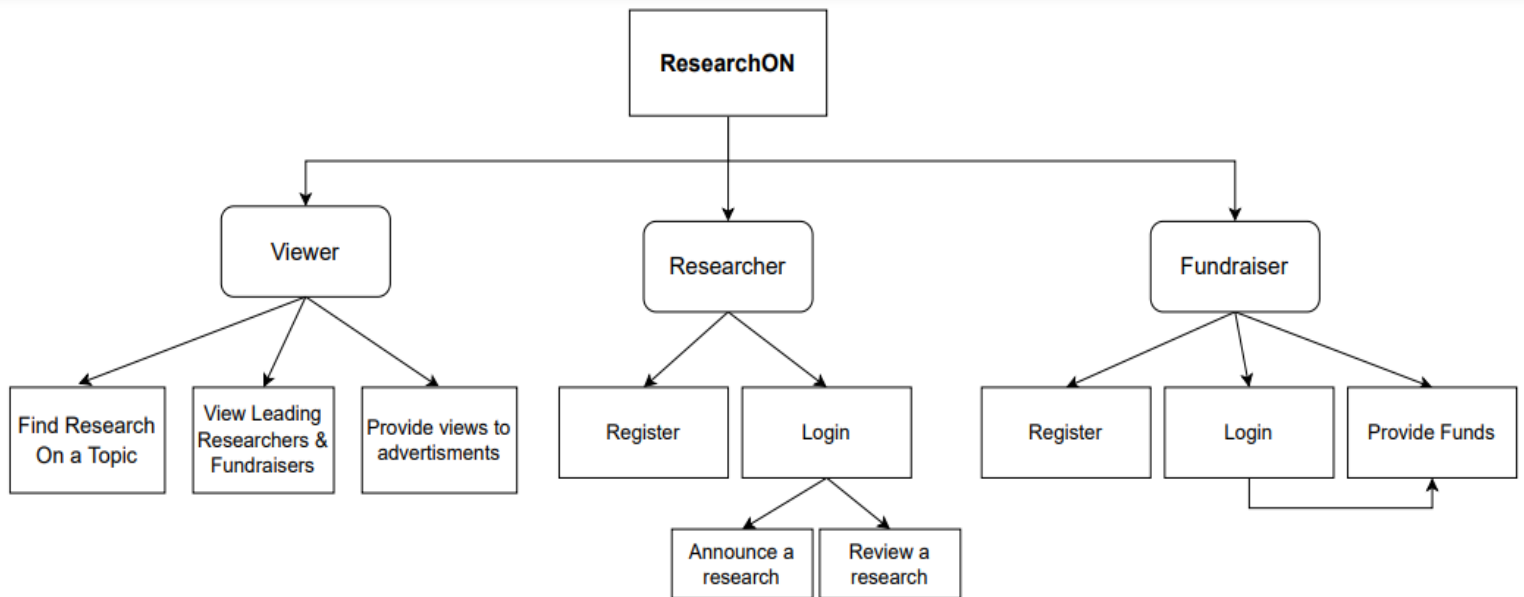 ResearchON
Viewer
Researcher
Fundraiser
Find Research
On a Topic
View Leading
Researchers &
Fundraisers
Provide views to
advertisments
Register
Login
Register
Login
Provide Funds
Announce a
research
Review a
research